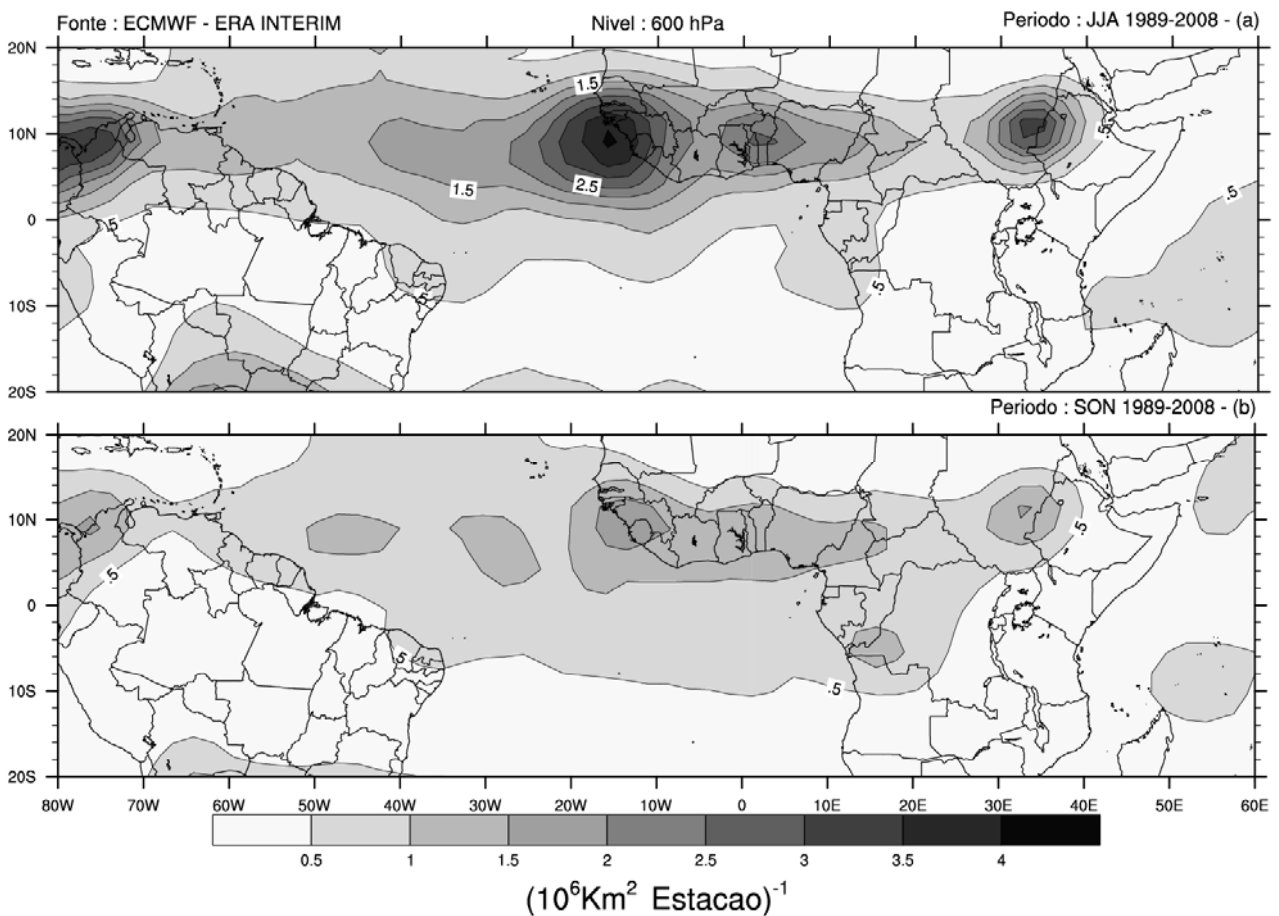 Fonte : ECMWF - ERA INTERIM Nivel : 600 hPa Periodo : JJA 1989-2008 - (a)
20N
1.5
10N
.5
2.5
1.5
.5
0
.5
.5
.5
10S
20S
Periodo : SON 1989-2008 - (b)
20N
10N
.5
.5
0
.5
.5
10S
20S
80W 70W 60W 50W 40W 30W 20W 10W 0 10E 20E 30E 40E 50E 60E
0.5 1 1.5 2 2.5 3 3.5 4
(10⁶Km² Estacao)⁻¹